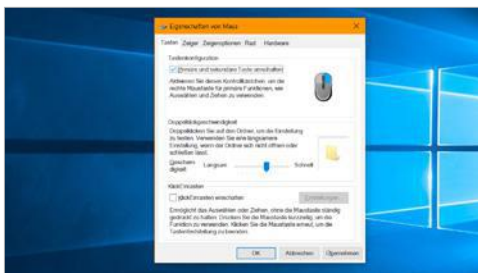 Eigenschaften von Maus
Tasten Zeiger Zeigeroptionen Rad Hardware
Tastenkonfiguration
Primäre und sekundäre Taste umschalten
Aktivieren Sie dieses Kontrollkästchen, um die
rechte Maustaste für primäre Funktionen, wie
Auswählen und Ziehen zu verwenden.
Doppelklickgeschwindigkeit
Doppelklicken Sie auf den Ordner, um die Einstellung
zu testen. Verwenden Sie eine langsamere
Einstellung, wenn der Ordner sich nicht öffnen oder
schließen lässt.
Geschwin-
digkeit: Langsam Schnell
KlickEinrasten
KlickEinrasten einschalten Einstellungen...
Ermöglicht das Auswählen oder Ziehen, ohne die Maustaste ständig
gedrückt zu halten. Drücken Sie die Maustaste kurzzeitig, um die
Funktion zu verwenden. Klicken Sie die Maustaste erneut, um die
Tastenfeststellung zu beenden.
OK Abbrechen Übernehmen